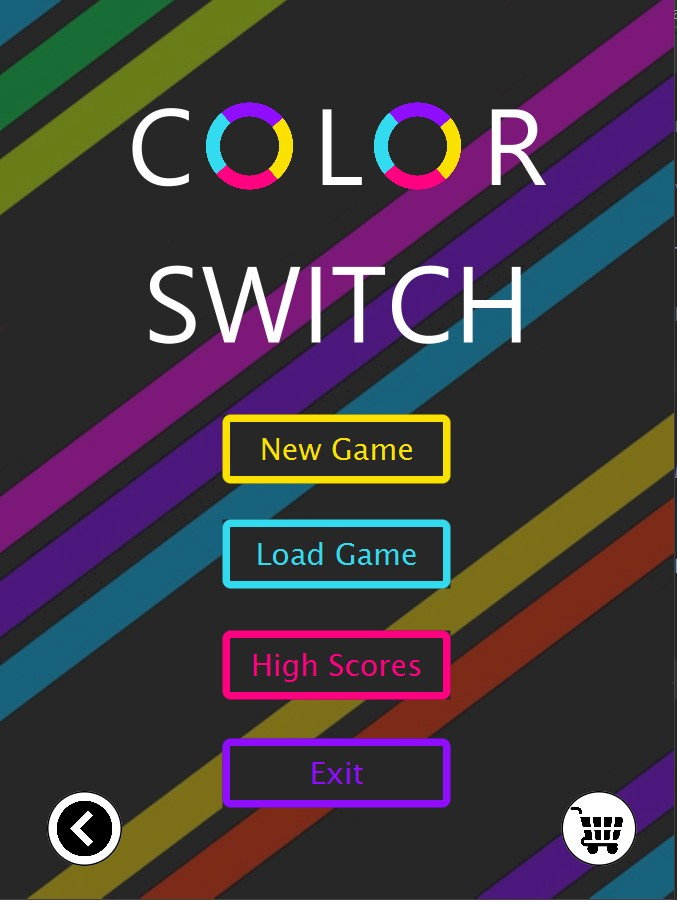 COLOR
SWITCH
New Game
Load Game
High Scores
Exit